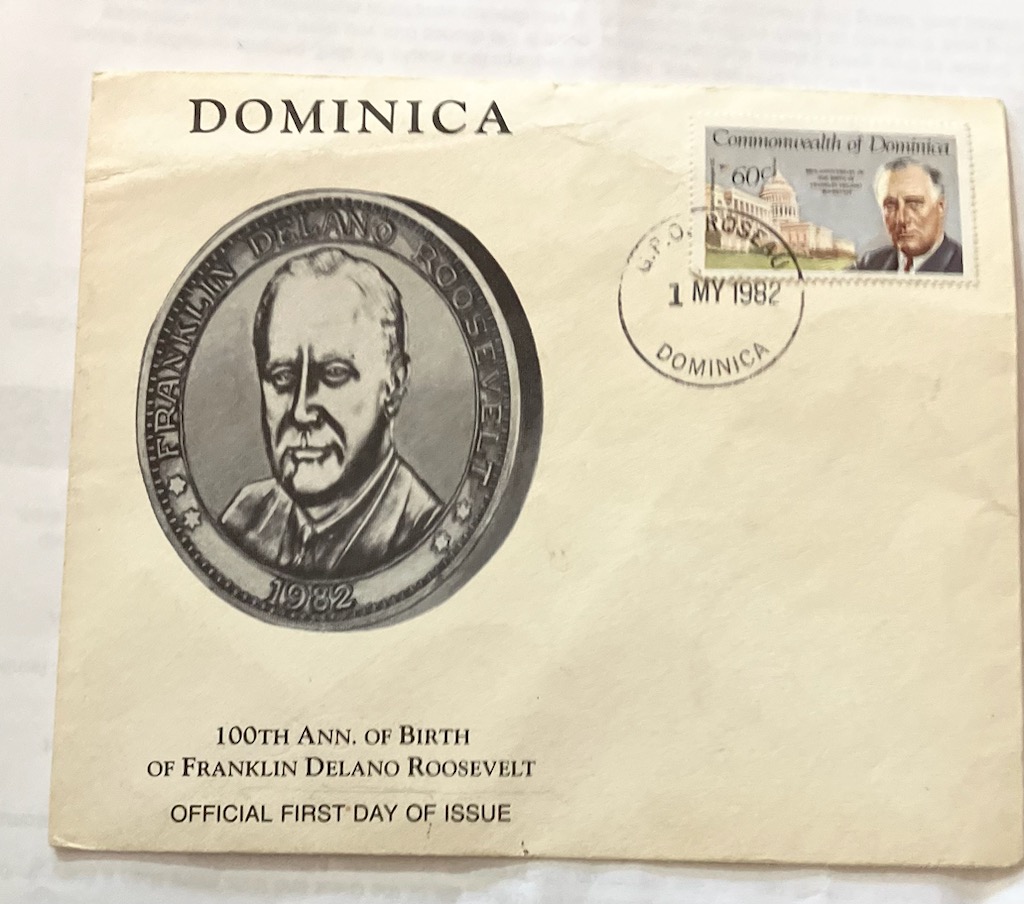 DOMINICA
Commonwealth of Dominica
60c
G.P.O. ROSEAU
1 MY 1982
DOMINICA
FRANKLIN DELANO ROOSEVELT
1982
100TH ANN. OF BIRTH
OF FRANKLIN DELANO ROOSEVELT
OFFICIAL FIRST DAY OF ISSUE